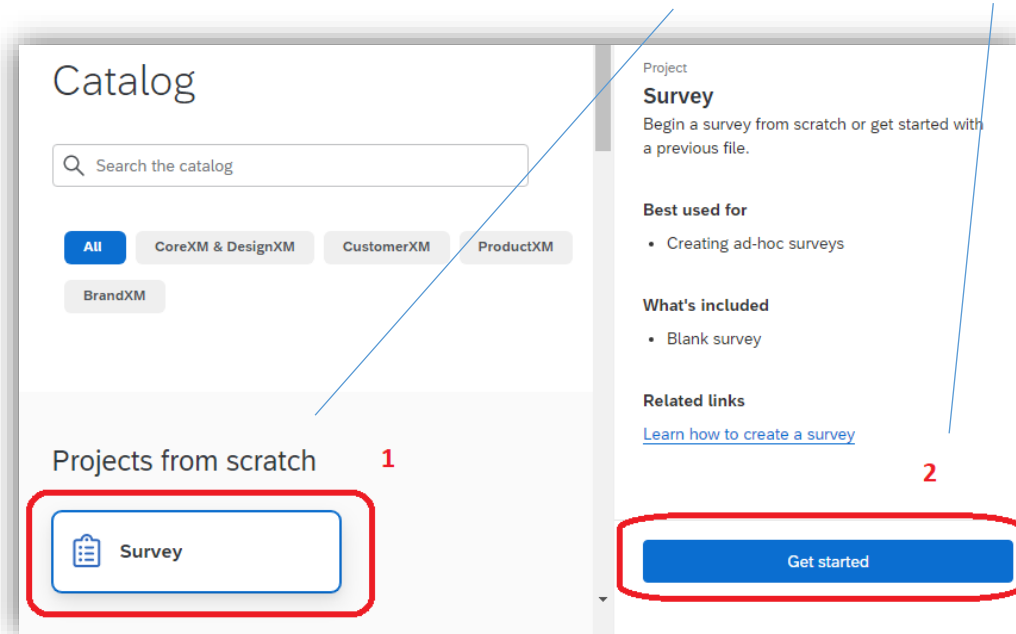 Catalog
Search the catalog
All
CoreXM & DesignXM
CustomerXM
ProductXM
BrandXM
Projects from scratch
1
Survey
Project
Survey
Begin a survey from scratch or get started with
a previous file.
Best used for
• Creating ad-hoc surveys
What's included
• Blank survey
Related links
Learn how to create a survey
2
Get started